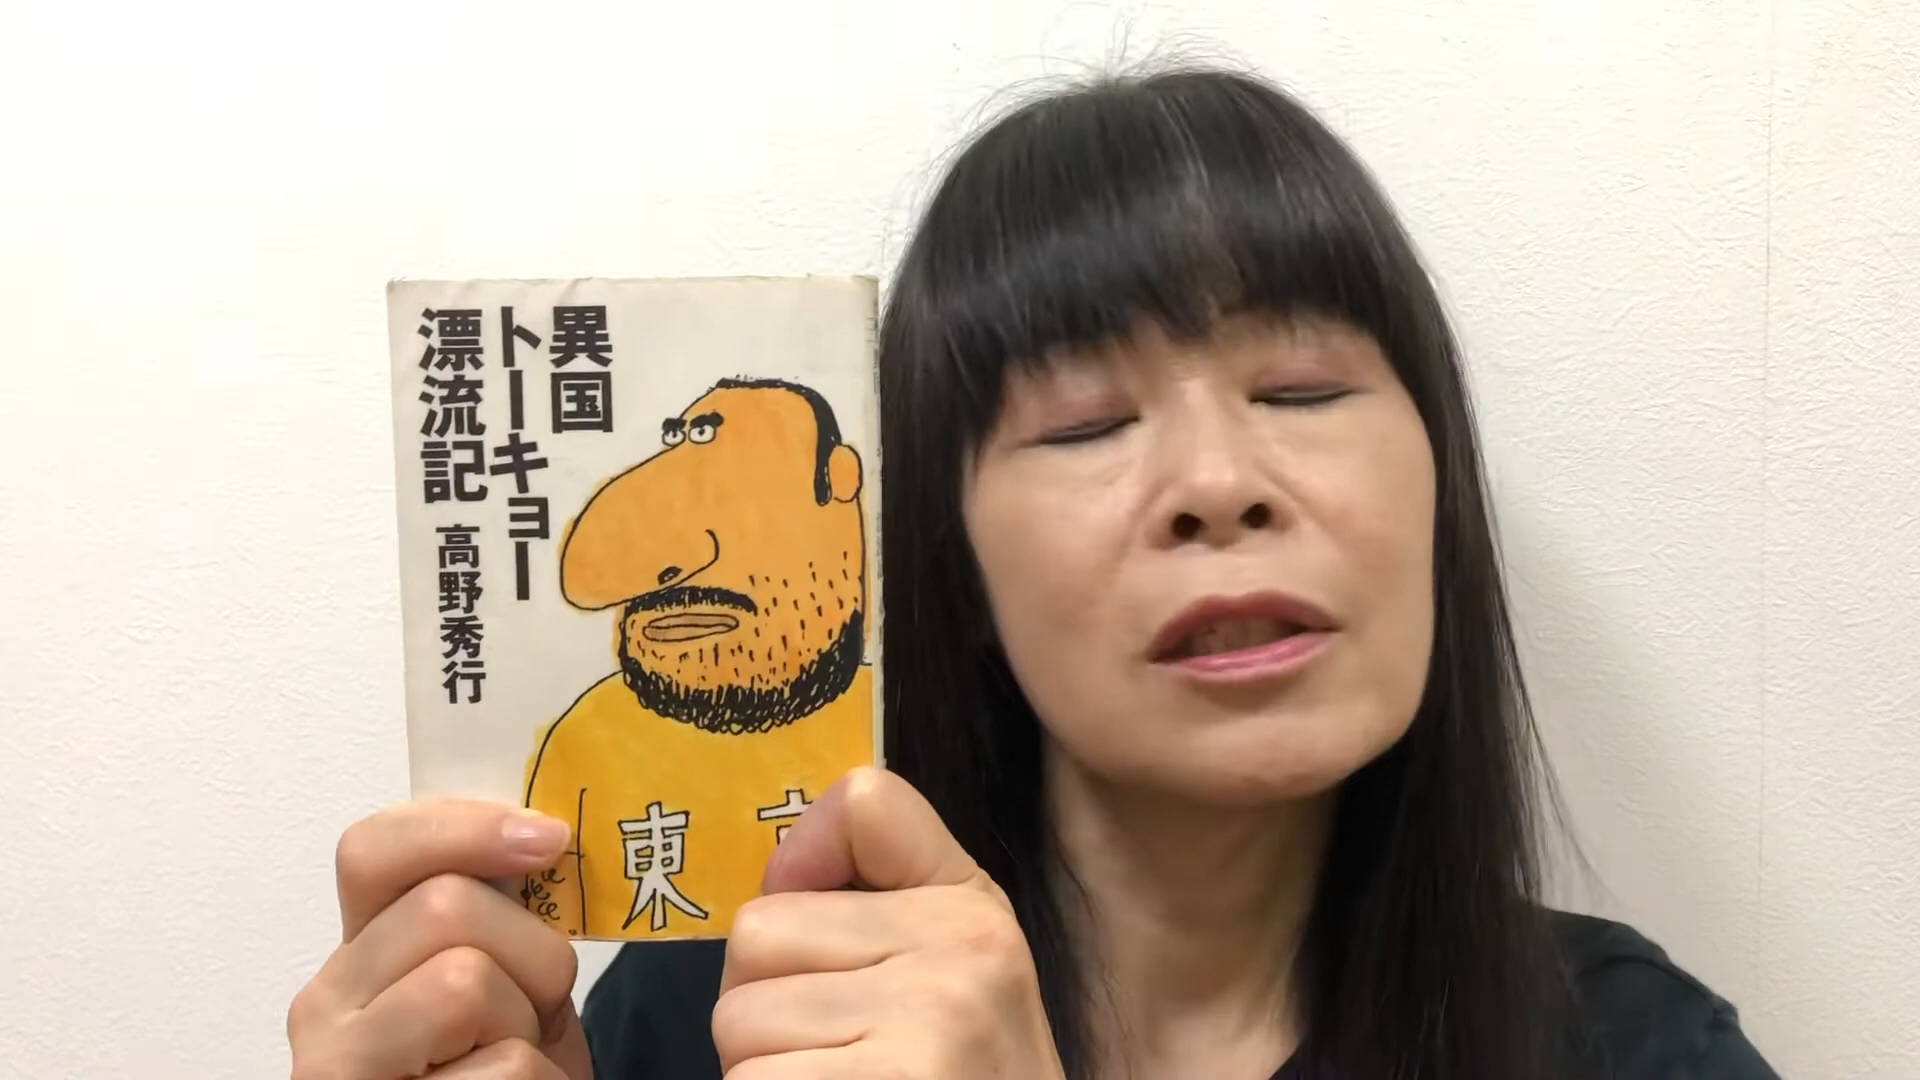 異国
トーキョー
漂流記
高野秀行
東